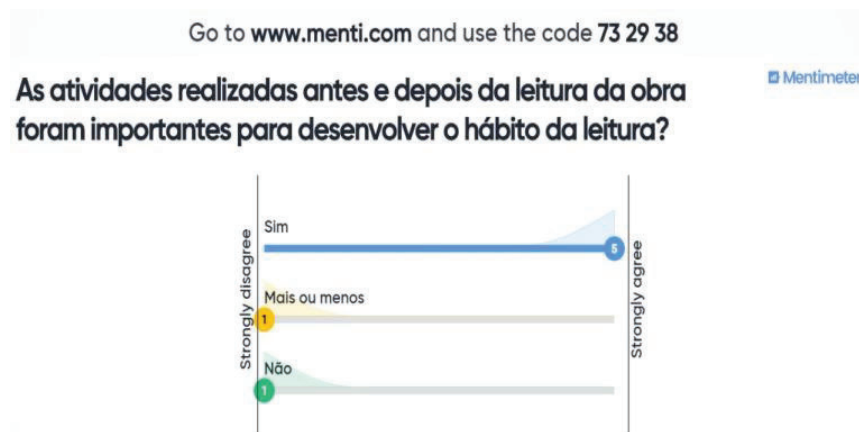 Go to www.menti.com and use the code 73 29 38
Mentimeter
As atividades realizadas antes e depois da leitura da obra
foram importantes para desenvolver o hábito da leitura?
Strongly disagree
Sim
5
Mais ou menos
1
Não
1
Strongly agree